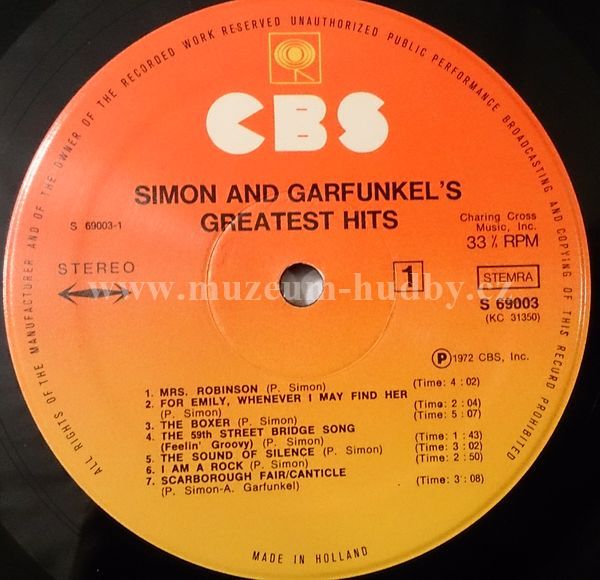 ALL RIGHTS OF THE MANUFACTURER AND OF THE OWNER OF THE RECORDED WORK RESERVED UNAUTHORIZED PUBLIC PERFORMANCE BROADCASTING AND COPYING OF THIS RECORD PROHIBITED
CBS
SIMON AND GARFUNKEL'S
GREATEST HITS
S 69003-1
Charing Cross
Music, Inc.
33⅓ RPM
STEREO
1
STEMRA
www.muzeum-hudby.cz
S 69003
(KC 31350)
Ⓟ 1972 CBS, Inc.
1. MRS. ROBINSON (P. Simon) (Time: 4 : 02)
2. FOR EMILY, WHENEVER I MAY FIND HER
(P. Simon) (Time: 2 : 04)
3. THE BOXER (P. Simon) (Time: 5 : 07)
4. THE 59th STREET BRIDGE SONG
(Feelin' Groovy) (P. Simon) (Time: 1 : 43)
5. THE SOUND OF SILENCE (P. Simon) (Time: 3 : 02)
6. I AM A ROCK (P. Simon) (Time: 2 : 50)
7. SCARBOROUGH FAIR/CANTICLE
(P. Simon-A. Garfunkel) (Time: 3 : 08)
MADE IN HOLLAND